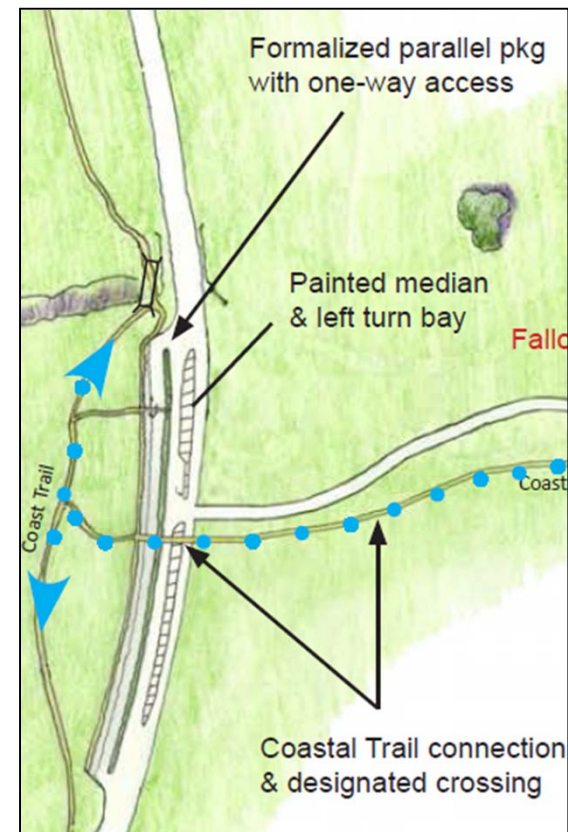 Formalized parallel pkg
with one-way access
Painted median
& left turn bay
Fallo
Coast Trail
Coast
Coastal Trail connection
& designated crossing